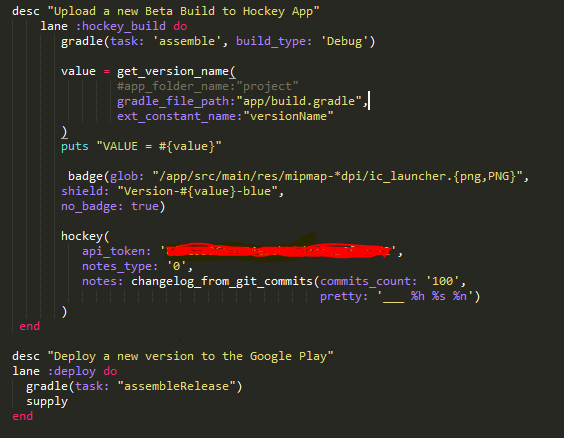 desc "Upload a new Beta Build to Hockey App"
lane :hockey_build do
gradle(task: 'assemble', build_type: 'Debug')
value = get_version_name(
#app_folder_name:"project"
gradle_file_path:"app/build.gradle",
ext_constant_name:"versionName"
)
puts "VALUE = #{value}"
badge(glob: "/app/src/main/res/mipmap-*dpi/ic_launcher.{png,PNG}",
shield: "Version-#{value}-blue",
no_badge: true)
hockey(
api_token: '',
notes_type: '0',
notes: changelog_from_git_commits(commits_count: '100',
pretty: '___ %h %s %n')
)
end
desc "Deploy a new version to the Google Play"
lane :deploy do
gradle(task: "assembleRelease")
supply
end